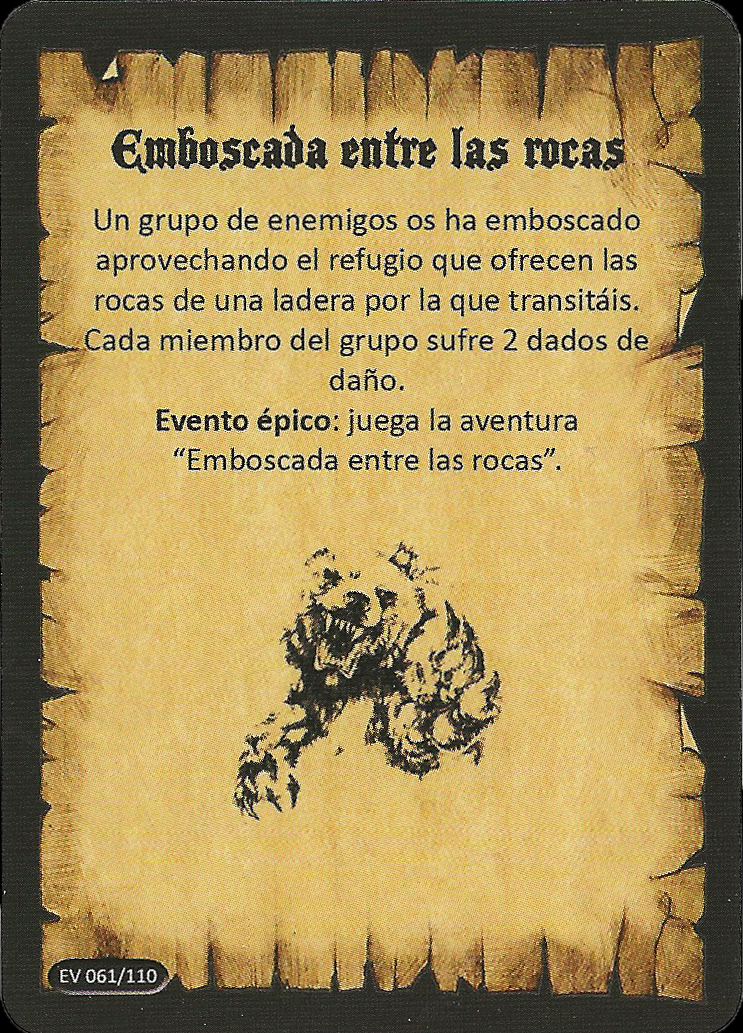 Emboscada entre las rocas
Un grupo de enemigos os ha emboscado
aprovechando el refugio que ofrecen las
rocas de una ladera por la que transitáis.
Cada miembro del grupo sufre 2 dados de
daño.
Evento épico: juega la aventura
“Emboscada entre las rocas”.
EV 061/110